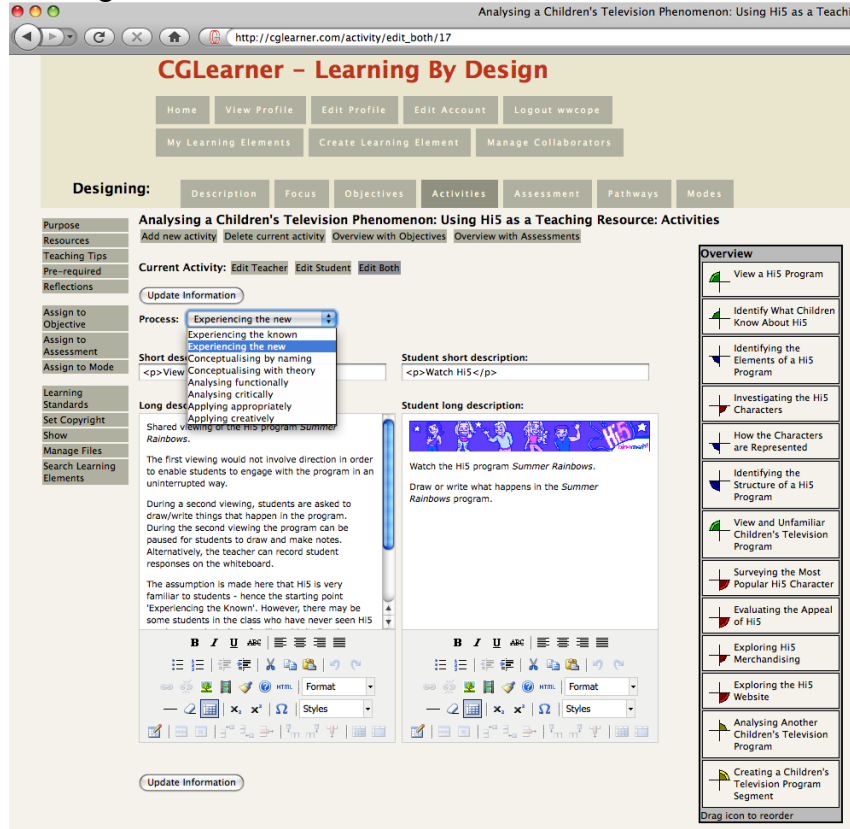 Analysing a Children's Television Phenomenon: Using Hi5 as a Teachi
http://cglearner.com/activity/edit_both/17
CGLearner – Learning By Design
Home View Profile Edit Profile Edit Account Logout wwcope
My Learning Elements Create Learning Element Manage Collaborators
Designing: Description Focus Objectives Activities Assessment Pathways Modes
Purpose
Resources
Teaching Tips
Pre-required
Reflections
Assign to
Objective
Assign to
Assessment
Assign to Mode
Learning
Standards
Set Copyright
Show
Manage Files
Search Learning
Elements
Analysing a Children's Television Phenomenon: Using Hi5 as a Teaching Resource: Activities
Add new activity Delete current activity Overview with Objectives Overview with Assessments
Current Activity: Edit Teacher Edit Student Edit Both
Update Information
Process: Experiencing the new
Experiencing the known
Experiencing the new
Conceptualising by naming
Conceptualising with theory
Analysing functionally
Analysing critically
Applying appropriately
Applying creatively
Short des
<p>View
Long desc
Shared viewing of the Hi5 program Summer
Rainbows.
The first viewing would not involve direction in order
to enable students to engage with the program in an
uninterrupted way.
During a second viewing, students are asked to
draw/write things that happen in the program.
During the second viewing the program can be
paused for students to draw and make notes.
Alternatively, the teacher can record student
responses on the whiteboard.
The assumption is made here that Hi5 is very
familiar to students - hence the starting point
'Experiencing the Known'. However, there may be
some students in the class who have never seen Hi5
B I U ABC
HTML Format
Styles
Student short description:
<p>Watch Hi5</p>
Student long description:
Hi5
Watch the Hi5 program Summer Rainbows.
Draw or write what happens in the Summer
Rainbows program.
B I U ABC
HTML Format
Styles
Update Information
Overview
View a Hi5 Program
Identify What Children
Know About Hi5
Identifying the
Elements of a Hi5
Program
Investigating the Hi5
Characters
How the Characters
are Represented
Identifying the
Structure of a Hi5
Program
View and Unfamiliar
Children's Television
Program
Surveying the Most
Popular Hi5 Character
Evaluating the Appeal
of Hi5
Exploring Hi5
Merchandising
Exploring the Hi5
Website
Analysing Another
Children's Television
Program
Creating a Children's
Television Program
Segment
Drag icon to reorder